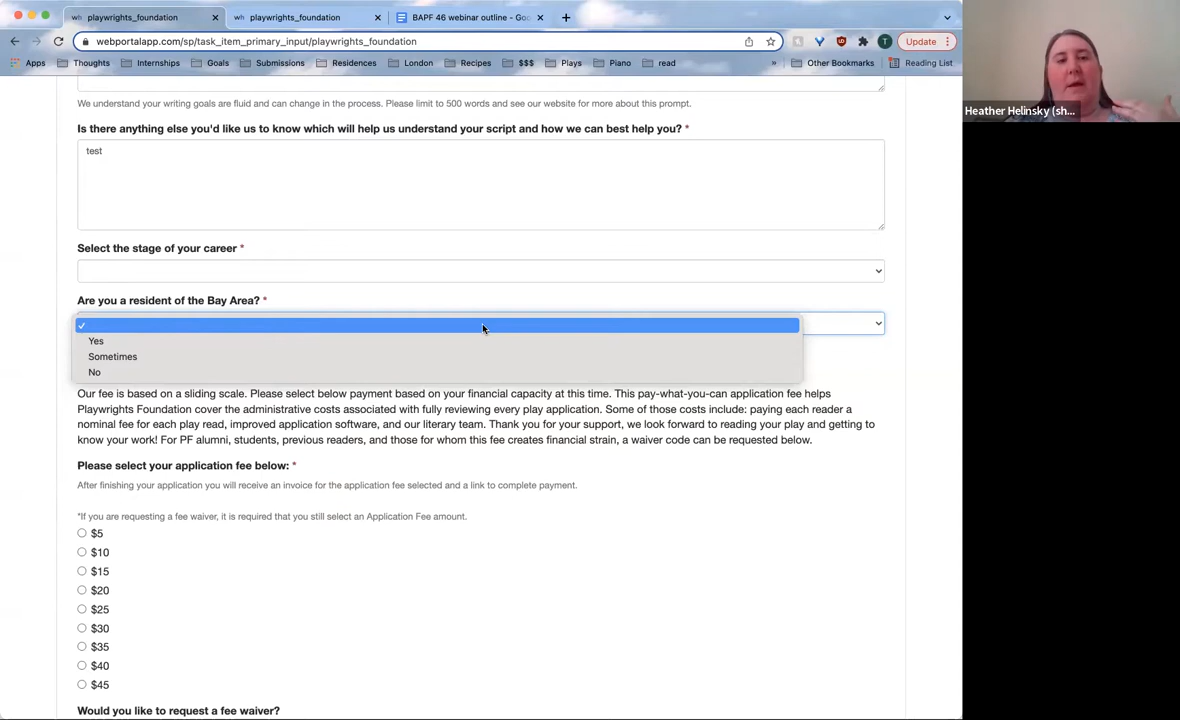 playwrights_foundation
playwrights_foundation
BAPF 46 webinar outline - Goo
webportalapp.com/sp/task_item_primary_input/playwrights_foundation
T
Update
Apps
Thoughts
Internships
Goals
Submissions
Residences
London
Recipes
$$$
Plays
Piano
read
»
Other Bookmarks
Reading List
Heather Helinsky (sh...
We understand your writing goals are fluid and can change in the process. Please limit to 500 words and see our website for more about this prompt.
Is there anything else you'd like us to know which will help us understand your script and how we can best help you? *
test
Select the stage of your career *
Are you a resident of the Bay Area? *
Yes
Sometimes
No
Our fee is based on a sliding scale. Please select below payment based on your financial capacity at this time. This pay-what-you-can application fee helps
Playwrights Foundation cover the administrative costs associated with fully reviewing every play application. Some of those costs include: paying each reader a
nominal fee for each play read, improved application software, and our literary team. Thank you for your support, we look forward to reading your play and getting to
know your work! For PF alumni, students, previous readers, and those for whom this fee creates financial strain, a waiver code can be requested below.
Please select your application fee below: *
After finishing your application you will receive an invoice for the application fee selected and a link to complete payment.
*If you are requesting a fee waiver, it is required that you still select an Application Fee amount.
$5
$10
$15
$20
$25
$30
$35
$40
$45
Would you like to request a fee waiver?